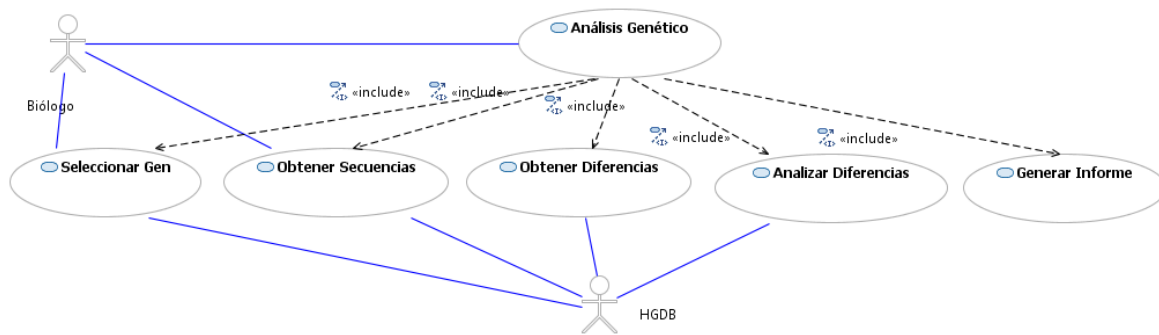 Análisis Genético
«include»
«include»
«include»
«include»
«include»
Biólogo
Seleccionar Gen
Obtener Secuencias
Obtener Diferencias
Analizar Diferencias
Generar Informe
HGDB